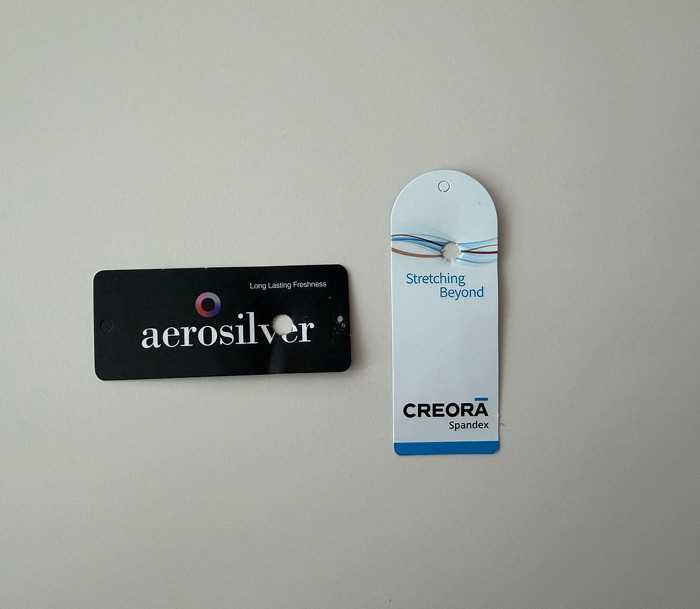 Long Lasting Freshness
aerosilver
Stretching
Beyond
CREORA
Spandex